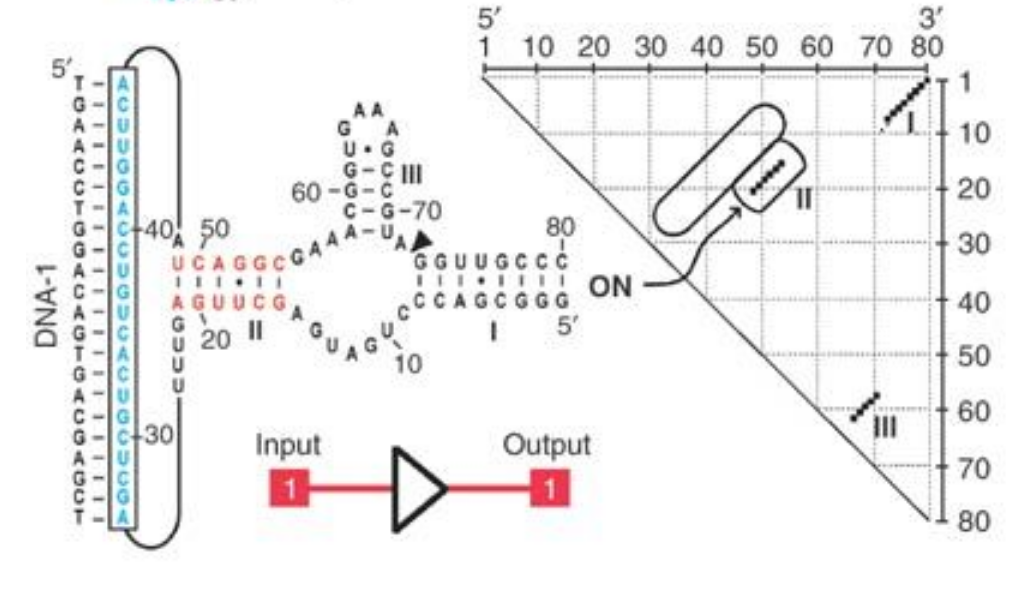 5′
T – A
G – C
A – U
A – U
C – G
C – G
T – A
G – C
G – C
A – U
C – G
A – U
G – C
T – A
G – C
A – U
C – G
G – C
A – U
G – C
C – G
T – A
DNA-1
40
30
A
50
U C A G G C G A A A A – U A
A G U U C G A G U A G U C
20
II
10
G
U
U
U
A A
G A
U • G
G – C
60 – G – C
C – G – 70
III
80
G G U U G C C C
C C A G C G G G
I
5′
Input
Output
1
1
5′ 3′
1 10 20 30 40 50 60 70 80
1
10
20
30
40
50
60
70
80
I
II
III
ON